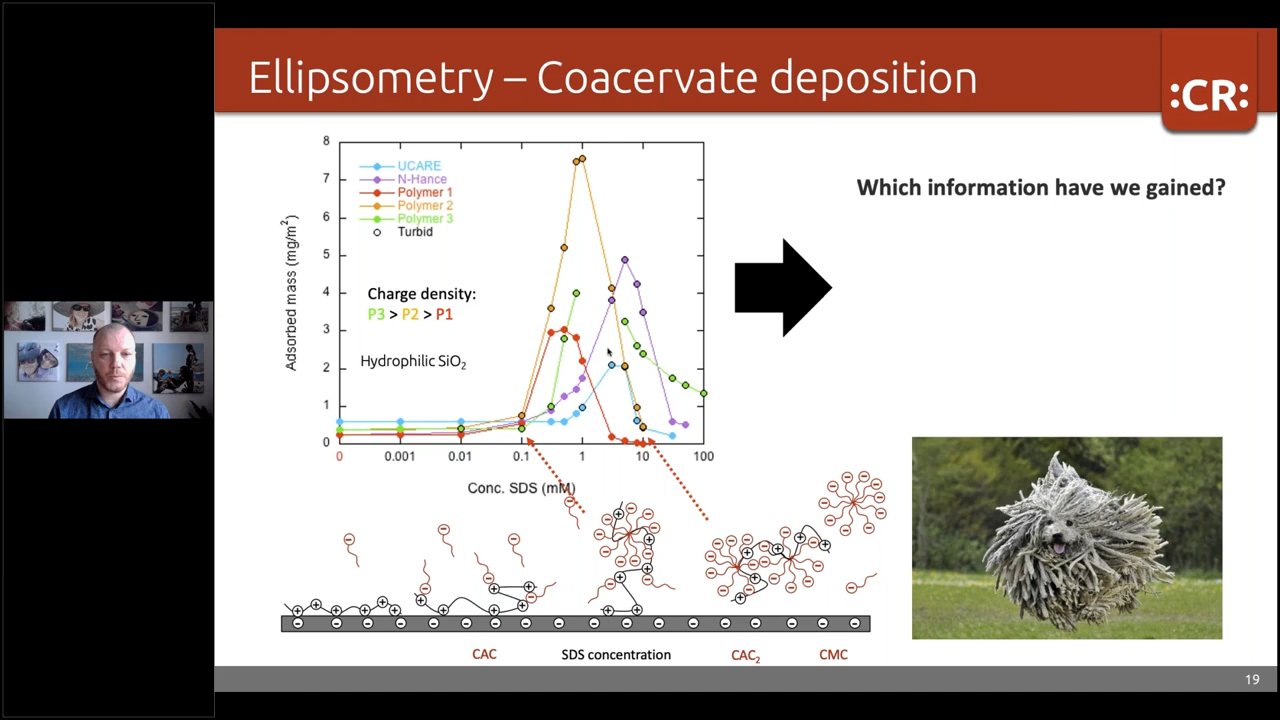 Ellipsometry – Coacervate deposition
:CR:
Which information have we gained?
8
7
6
5
4
3
2
1
0
Adsorbed mass (mg/m²)
UCARE
N-Hance
Polymer 1
Polymer 2
Polymer 3
Turbid
Charge density:
P3 > P2 > P1
Hydrophilic SiO₂
0 0.001 0.01 0.1 1 10 100
Conc. SDS (mM)
CAC SDS concentration CAC₂ CMC
19